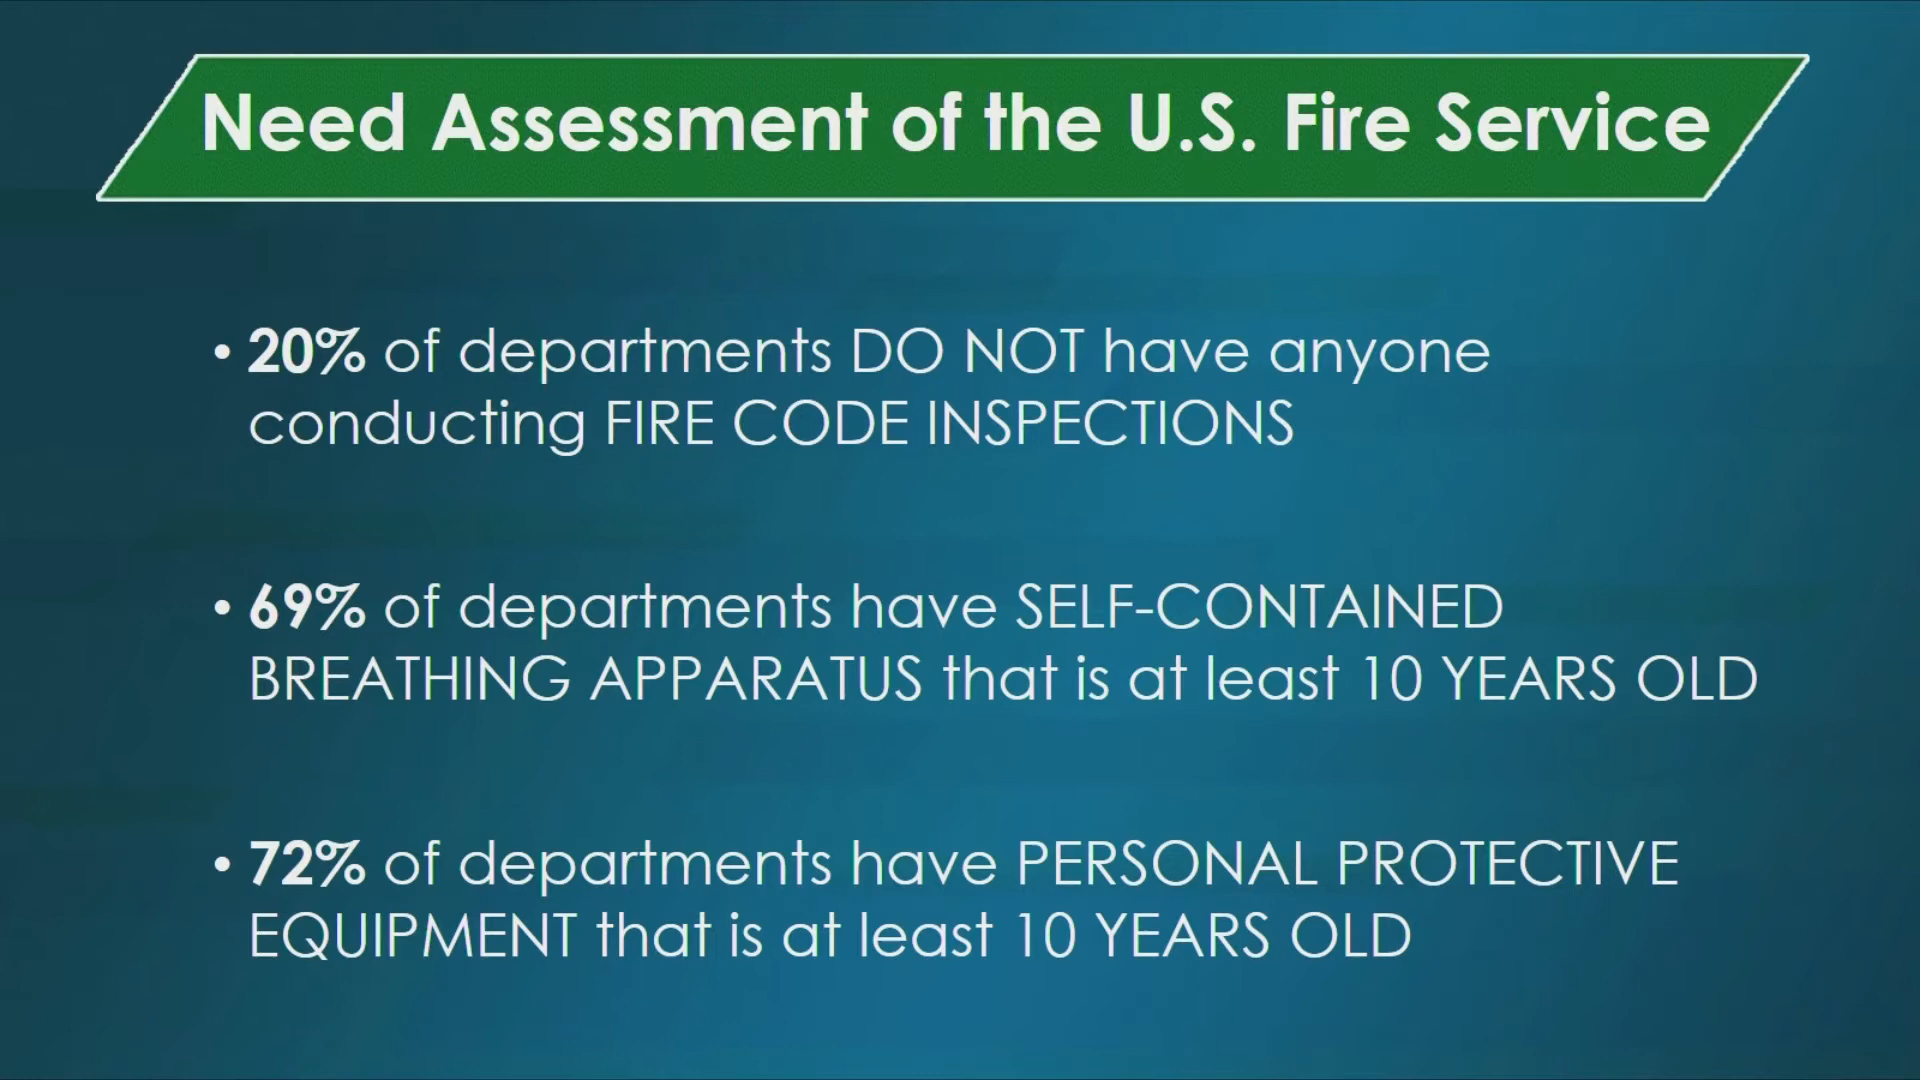 Need Assessment of the U.S. Fire Service
• 20% of departments DO NOT have anyone
conducting FIRE CODE INSPECTIONS
• 69% of departments have SELF-CONTAINED
BREATHING APPARATUS that is at least 10 YEARS OLD
• 72% of departments have PERSONAL PROTECTIVE
EQUIPMENT that is at least 10 YEARS OLD